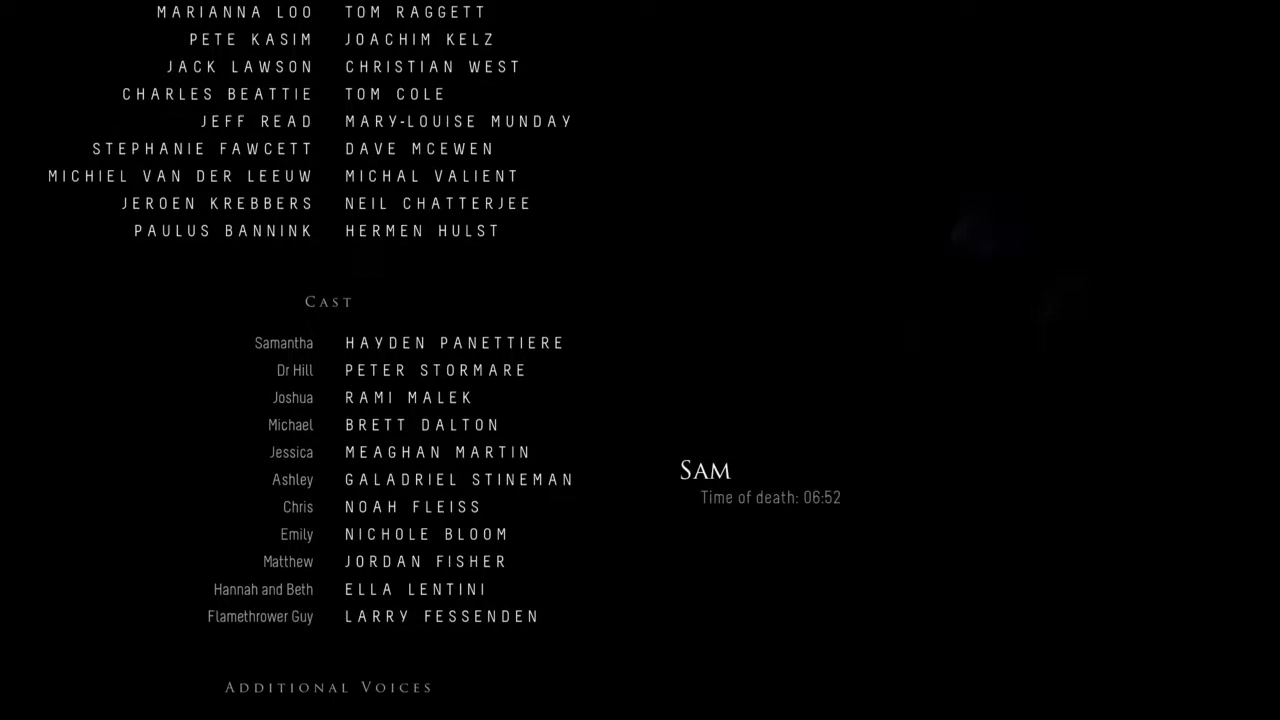 MARIANNA LOO TOM RAGGETT
PETE KASIM JOACHIM KELZ
JACK LAWSON CHRISTIAN WEST
CHARLES BEATTIE TOM COLE
JEFF READ MARY-LOUISE MUNDAY
STEPHANIE FAWCETT DAVE MCEWEN
MICHIEL VAN DER LEEUW MICHAL VALIENT
JEROEN KREBBERS NEIL CHATTERJEE
PAULUS BANNINK HERMEN HULST
CAST
Samantha HAYDEN PANETTIERE
Dr Hill PETER STORMARE
Joshua RAMI MALEK
Michael BRETT DALTON
Jessica MEAGHAN MARTIN
Ashley GALADRIEL STINEMAN
Chris NOAH FLEISS
Emily NICHOLE BLOOM
Matthew JORDAN FISHER
Hannah and Beth ELLA LENTINI
Flamethrower Guy LARRY FESSENDEN
ADDITIONAL VOICES
SAM
Time of death: 06:52